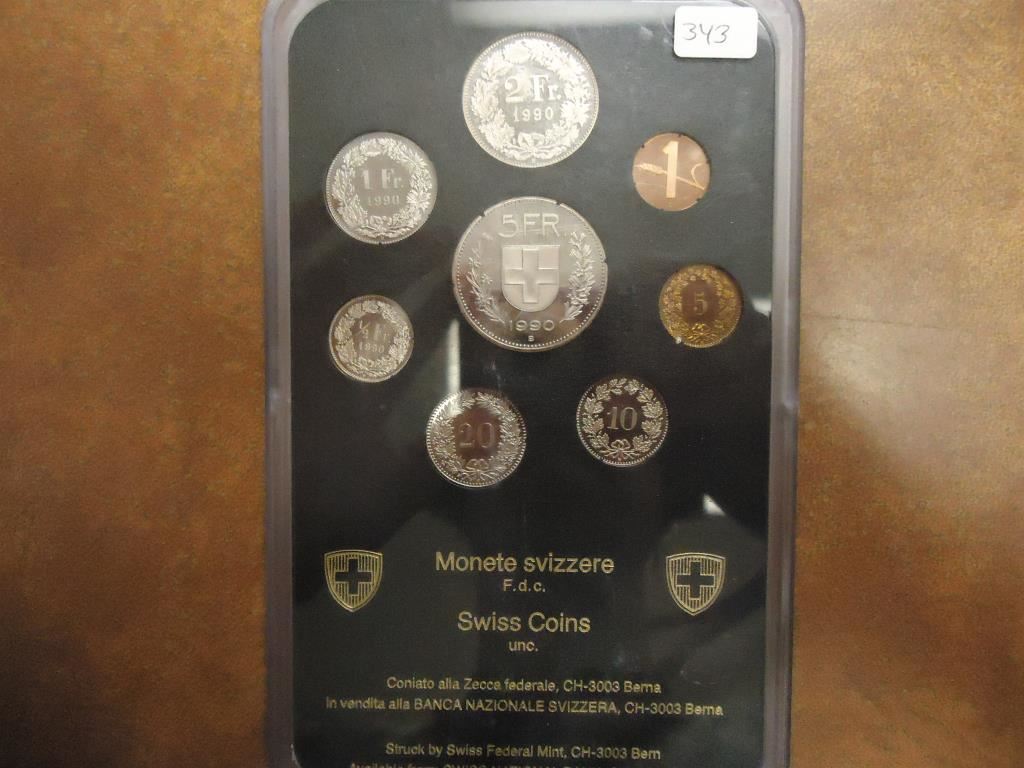 343
2 Fr.
1990
1 Fr.
1990
1
5 FR.
1990
B
5
1/2 Fr.
1990
20
10
Monete svizzere
F.d.c.
Swiss Coins
unc.
Coniato alla Zecca federale, CH-3003 Berna
In vendita alla BANCA NAZIONALE SVIZZERA, CH-3003 Berna
Struck by Swiss Federal Mint, CH-3003 Bern